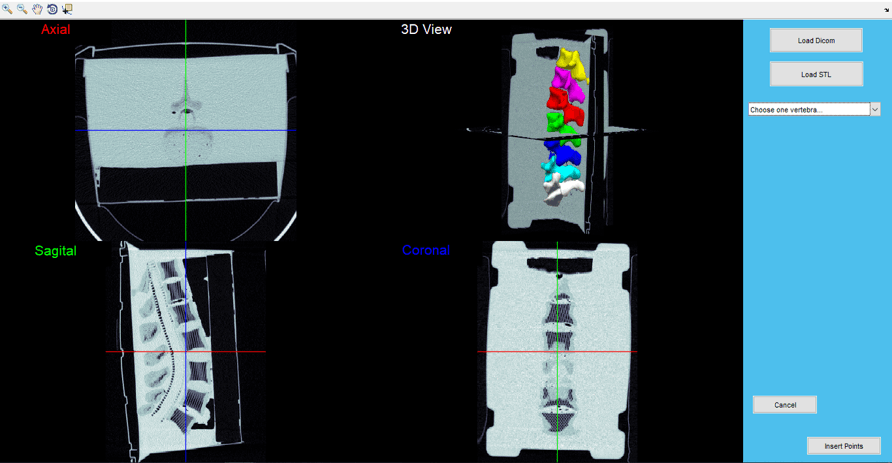 Axial
3D View
Load Dicom
Load STL
Choose one vertebra...
Sagital
Coronal
Cancel
Insert Points